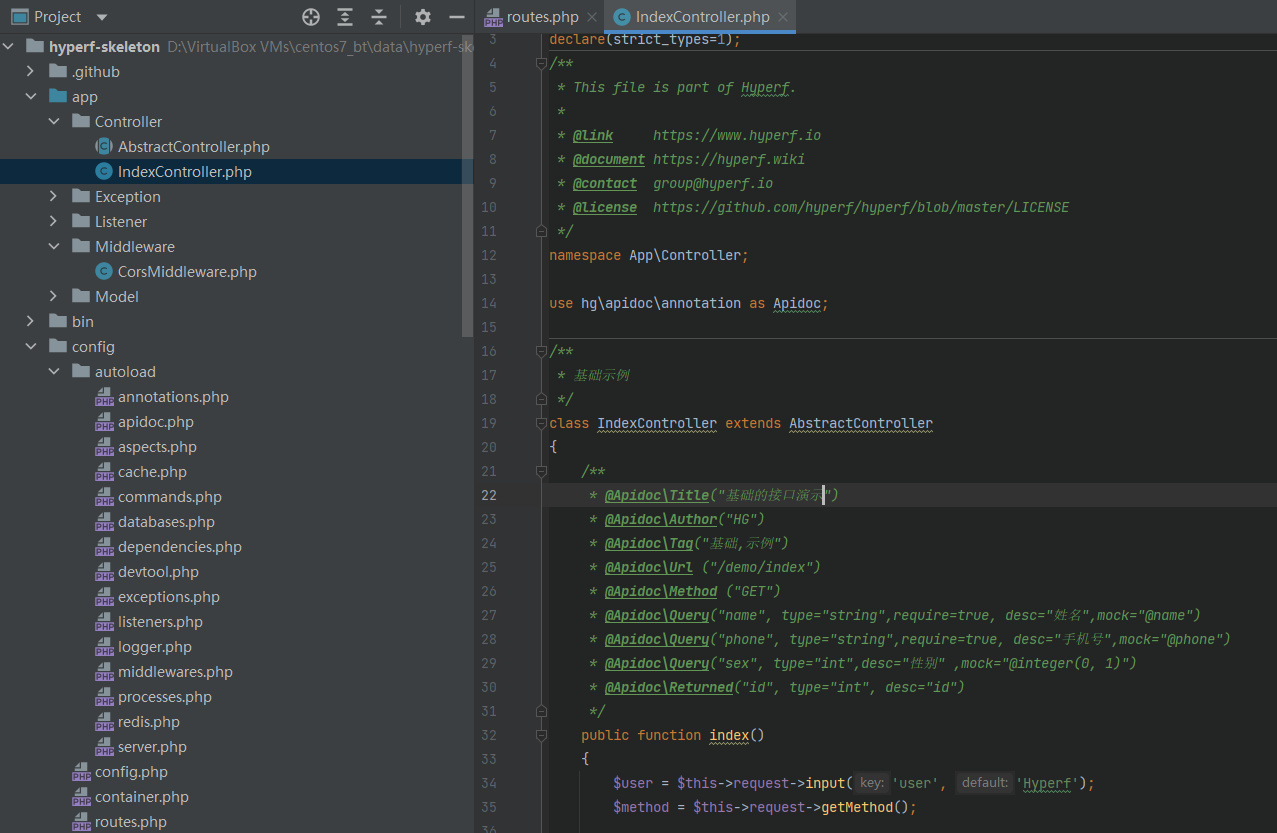 Project
hyperf-skeleton D:\VirtualBox VMs\centos7_bt\data\hyperf-sk
.github
app
Controller
AbstractController.php
IndexController.php
Exception
Listener
Middleware
CorsMiddleware.php
Model
bin
config
autoload
annotations.php
apidoc.php
aspects.php
cache.php
commands.php
databases.php
dependencies.php
devtool.php
exceptions.php
listeners.php
logger.php
middlewares.php
processes.php
redis.php
server.php
config.php
container.php
routes.php
routes.php IndexController.php
3 declare(strict_types=1);
4 /**
5 * This file is part of Hyperf.
6 *
7 * @link     https://www.hyperf.io
8 * @document https://hyperf.wiki
9 * @contact  group@hyperf.io
10 * @license  https://github.com/hyperf/hyperf/blob/master/LICENSE
11 */
12 namespace App\Controller;
13
14 use hg\apidoc\annotation as Apidoc;
15
16 /**
17 * 基础示例
18 */
19 class IndexController extends AbstractController
20 {
21 /**
22 * @Apidoc\Title("基础的接口演示")
23 * @Apidoc\Author("HG")
24 * @Apidoc\Tag("基础,示例")
25 * @Apidoc\Url ("/demo/index")
26 * @Apidoc\Method ("GET")
27 * @Apidoc\Query("name", type="string",require=true, desc="姓名",mock="@name")
28 * @Apidoc\Query("phone", type="string",require=true, desc="手机号",mock="@phone")
29 * @Apidoc\Query("sex", type="int",desc="性别" ,mock="@integer(0, 1)")
30 * @Apidoc\Returned("id", type="int", desc="id")
31 */
32 public function index()
33 {
34 $user = $this->request->input( key: 'user', default: 'Hyperf');
35 $method = $this->request->getMethod();
36